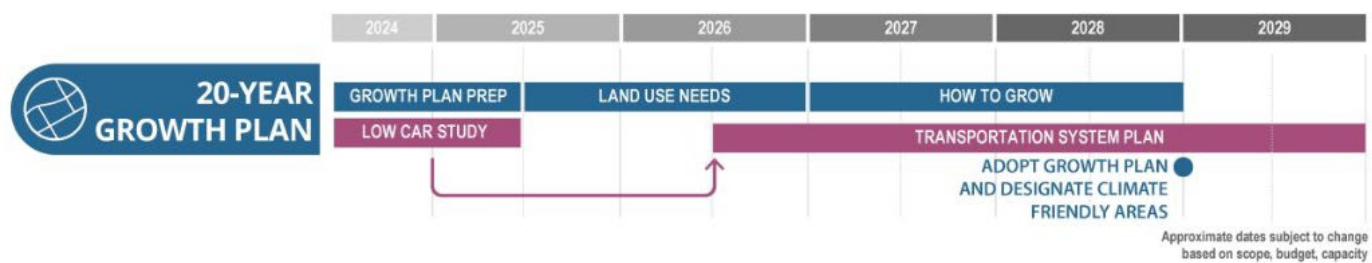 2024 2025 2026 2027 2028 2029
20-YEAR
GROWTH PLAN
GROWTH PLAN PREP LAND USE NEEDS HOW TO GROW
LOW CAR STUDY TRANSPORTATION SYSTEM PLAN
ADOPT GROWTH PLAN
AND DESIGNATE CLIMATE
FRIENDLY AREAS
Approximate dates subject to change
based on scope, budget, capacity